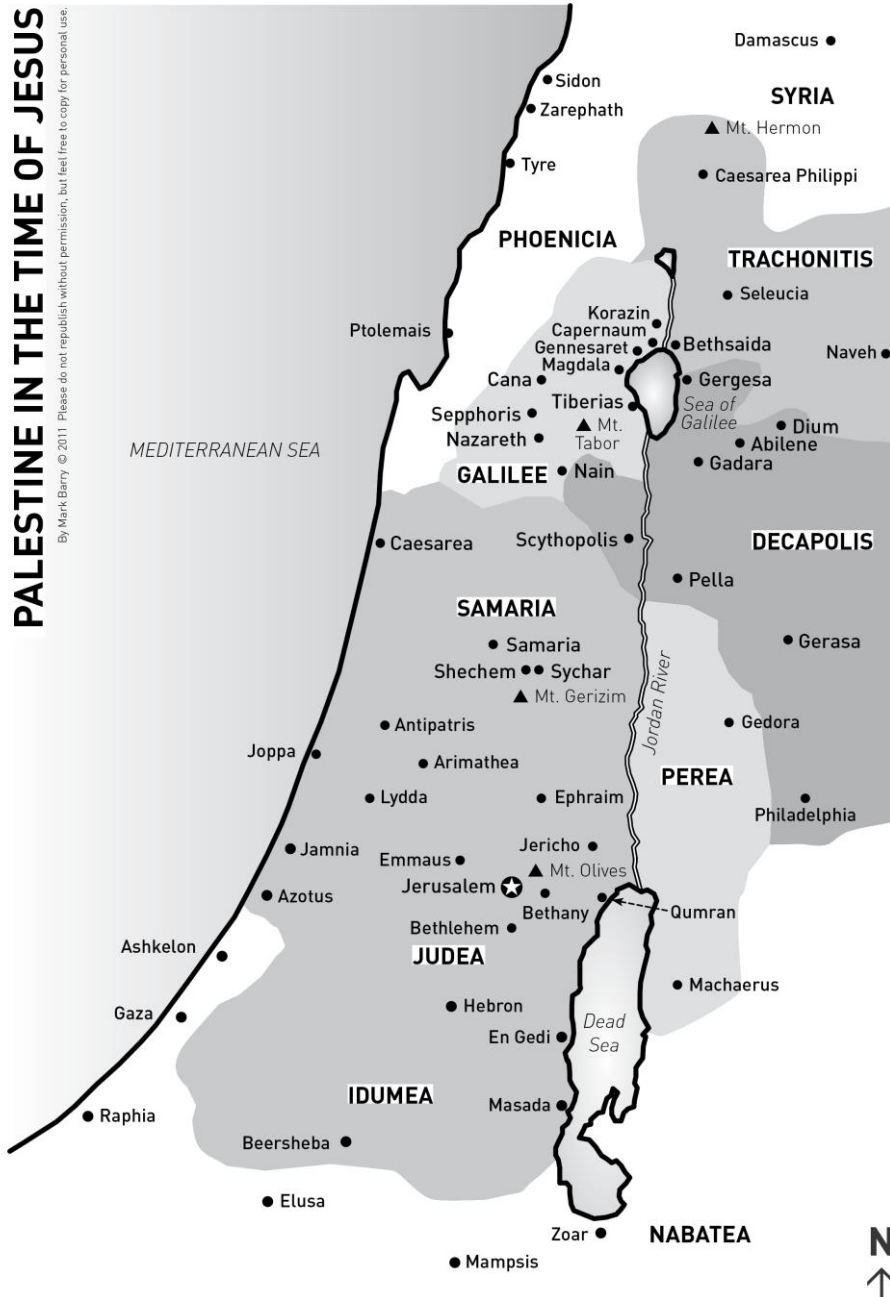 PALESTINE IN THE TIME OF JESUS
By Mark Barry © 2011 Please do not republish without permission, but feel free to copy for personal use.
Damascus
Sidon
SYRIA
Zarephath
Mt. Hermon
Tyre
Caesarea Philippi
PHOENICIA
TRACHONITIS
Seleucia
Korazin
Ptolemais
Capernaum
Bethsaida
Gennesaret
Naveh
Magdala
Cana
Gergesa
Tiberias
Sea of
Galilee
Sepphoris
Mt.
Tabor
Dium
Nazareth
Abilene
MEDITERRANEAN SEA
GALILEE
Nain
Gadara
Caesarea
Scythopolis
DECAPOLIS
Pella
SAMARIA
Samaria
Gerasa
Shechem
Sychar
Mt. Gerizim
Jordan River
Antipatris
Gedora
Joppa
Arimathea
PEREA
Lydda
Ephraim
Philadelphia
Jamnia
Jericho
Emmaus
Mt. Olives
Jerusalem
Azotus
Bethany
Qumran
Bethlehem
Ashkelon
JUDEA
Machaerus
Hebron
Gaza
En Gedi
Dead
Sea
IDUMEA
Masada
Raphia
Beersheba
Elusa
Zoar
NABATEA
Mampsis
N